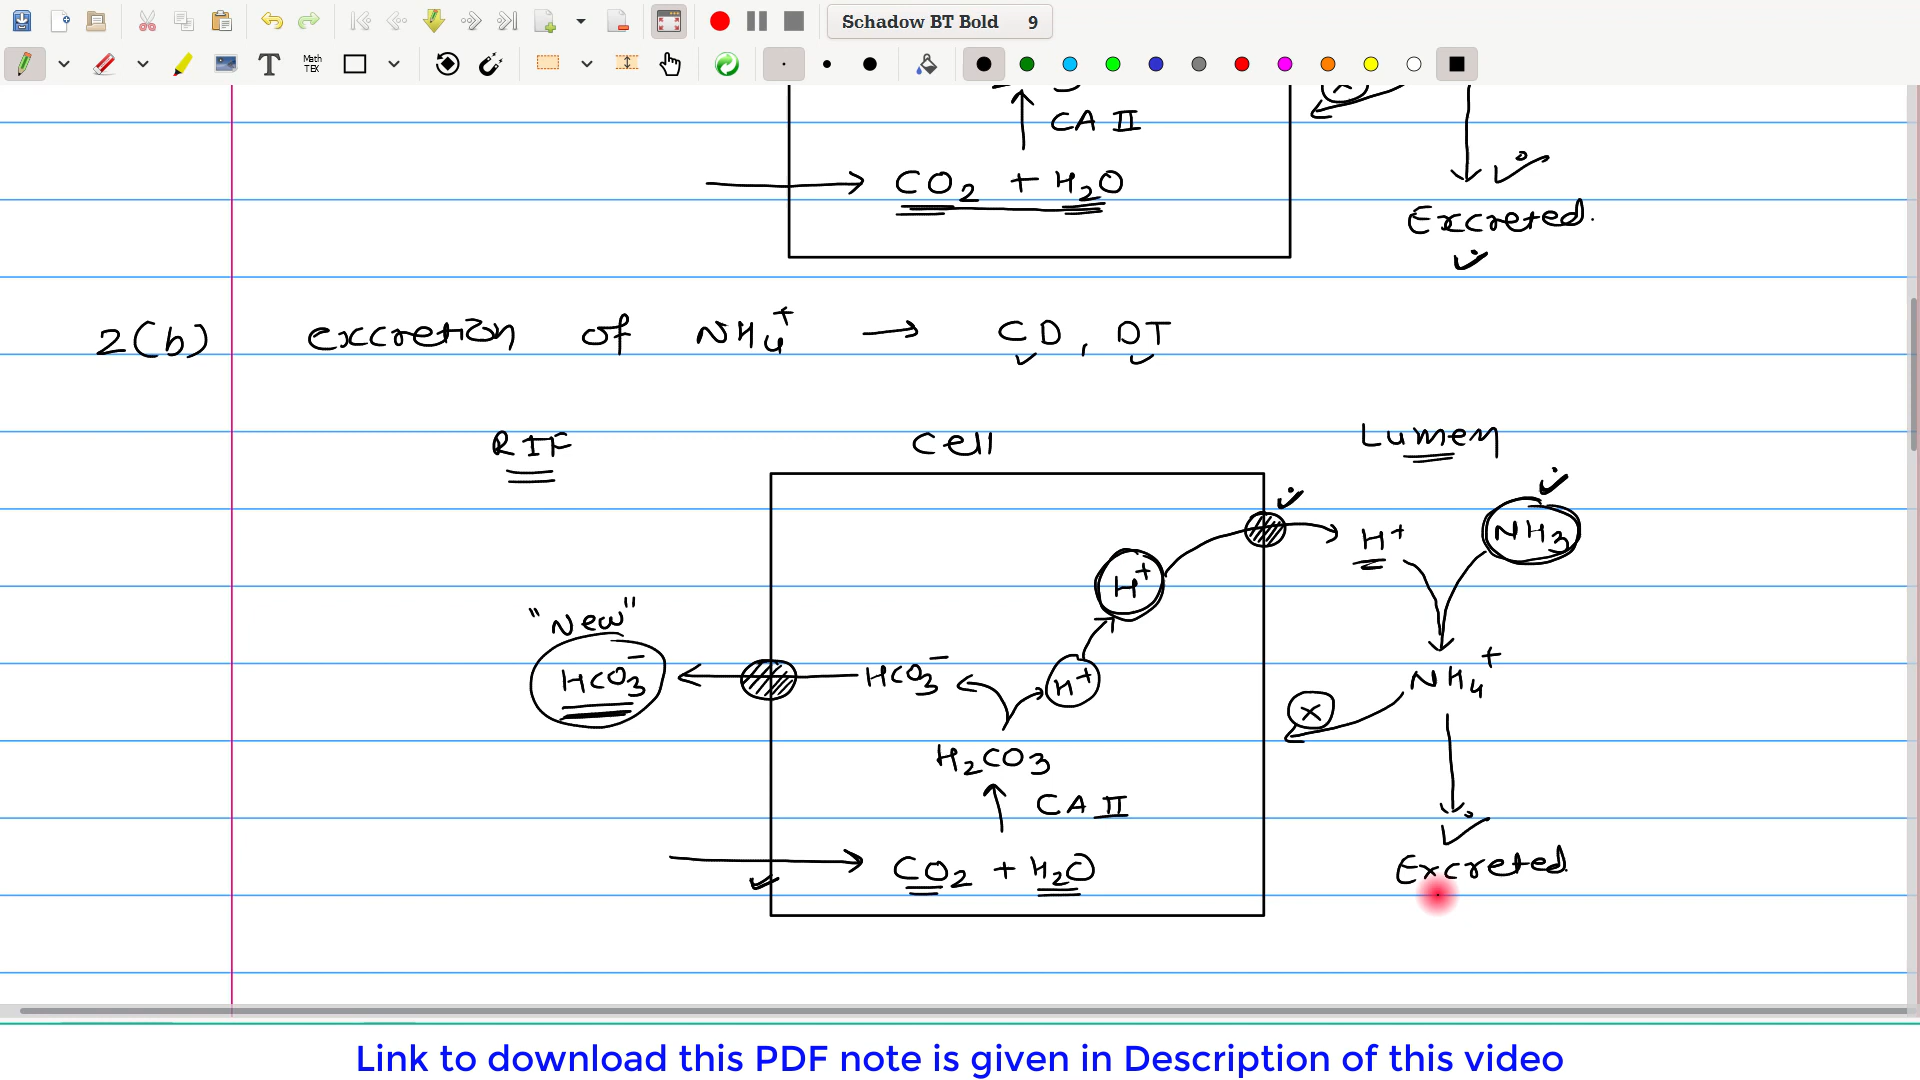 Schadow BT Bold 9
Math
TEX
CA II
CO2 + H2O
Excreted.
2(b) excretion of NH4+ → CD, DT
RIF Cell Lumen
H+ NH3
H+
"New"
HCO3- ← HCO3- H+
NH4+
X
H2CO3
CA II
CO2 + H2O
Excreted.
Link to download this PDF note is given in Description of this video